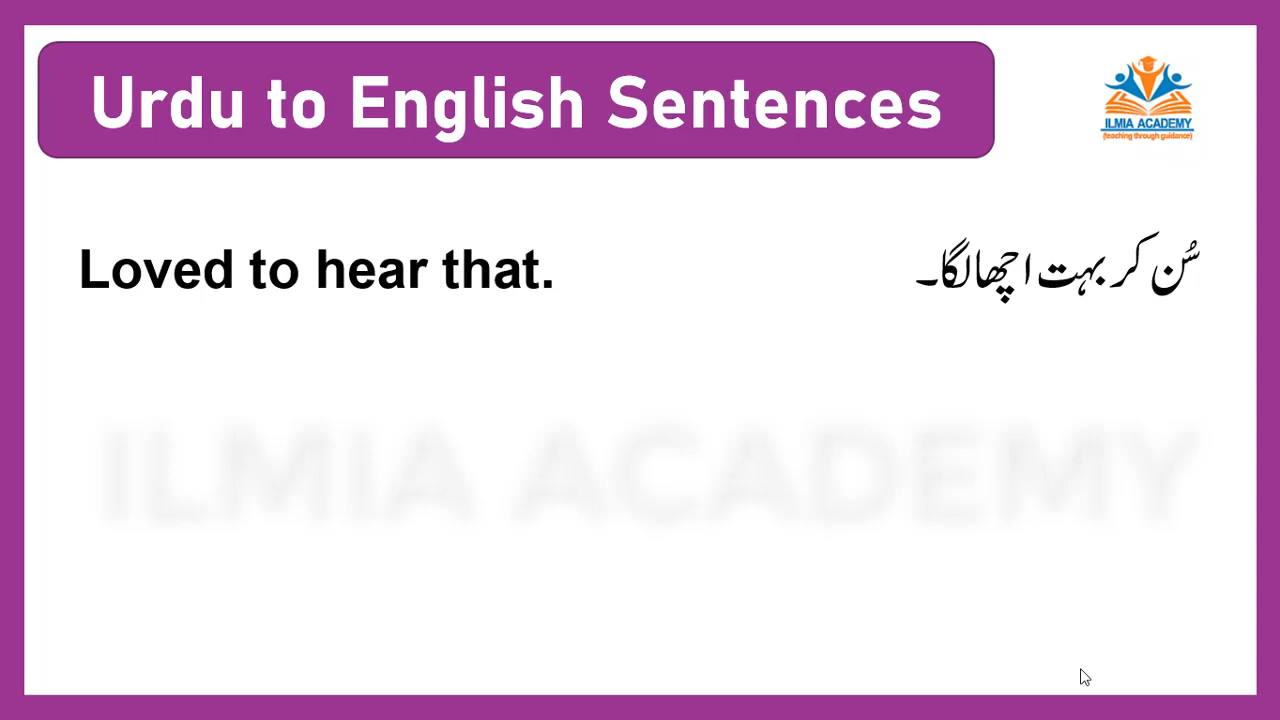 Urdu to English Sentences
ILMIA ACADEMY
(teaching through guidance)
Loved to hear that.
سُن کر بہت اچھا لگا۔
ILMIA ACADEMY